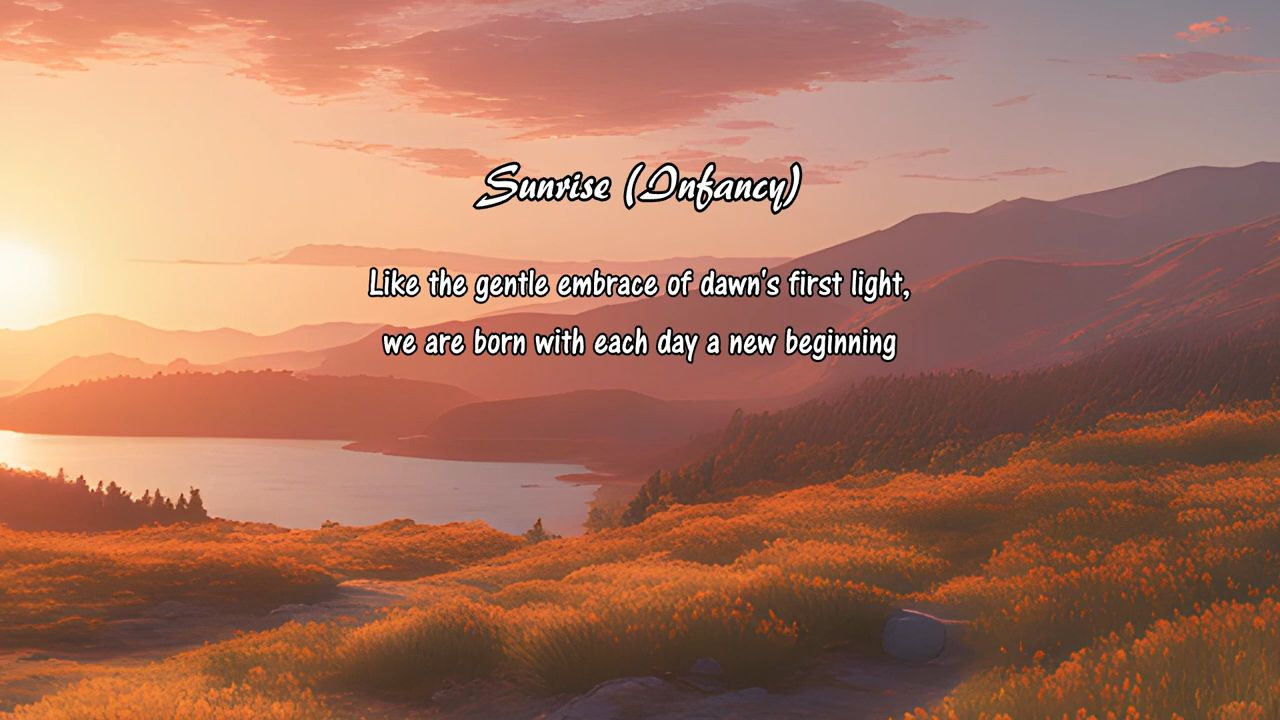 Sunrise (Infancy)
Like the gentle embrace of dawn's first light,
we are born with each day a new beginning